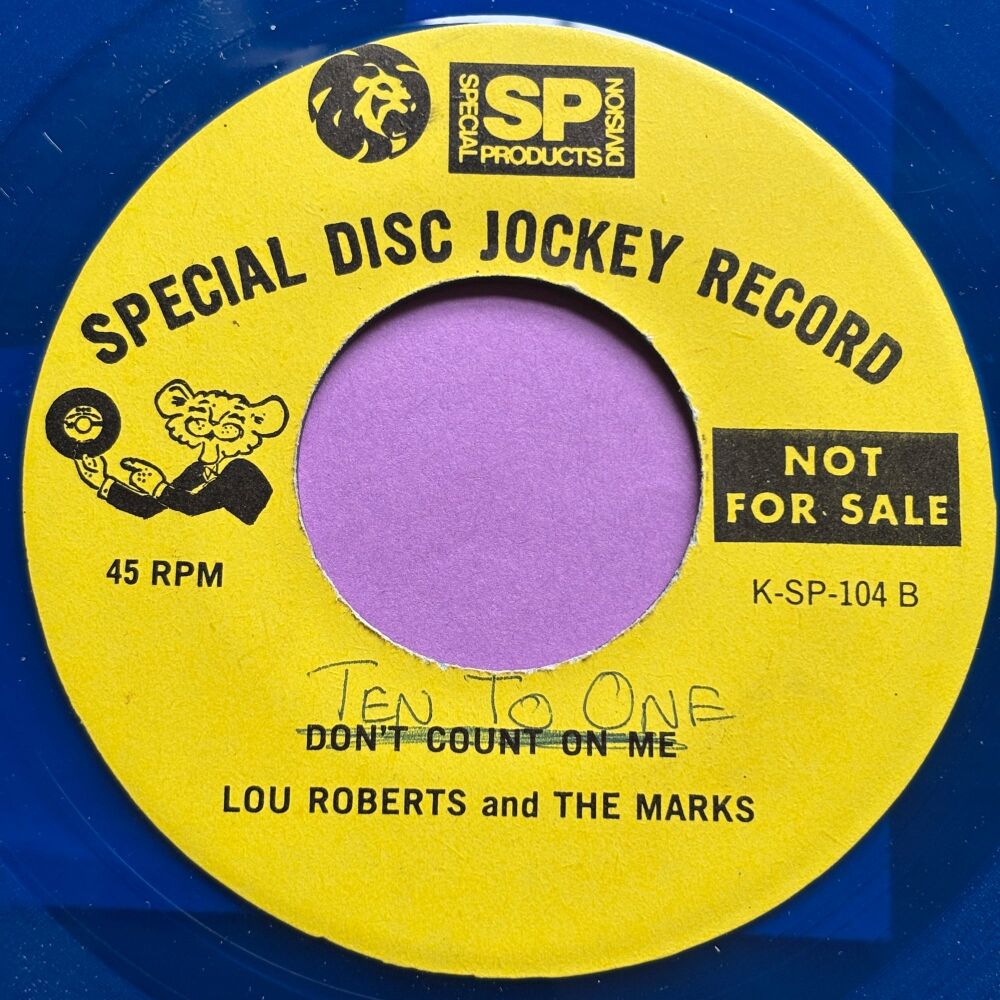 SPECIAL SP DIVISION
PRODUCTS
SPECIAL DISC JOCKEY RECORD
NOT
FOR SALE
45 RPM
K-SP-104 B
TEN TO ONE
DON'T COUNT ON ME
LOU ROBERTS and THE MARKS